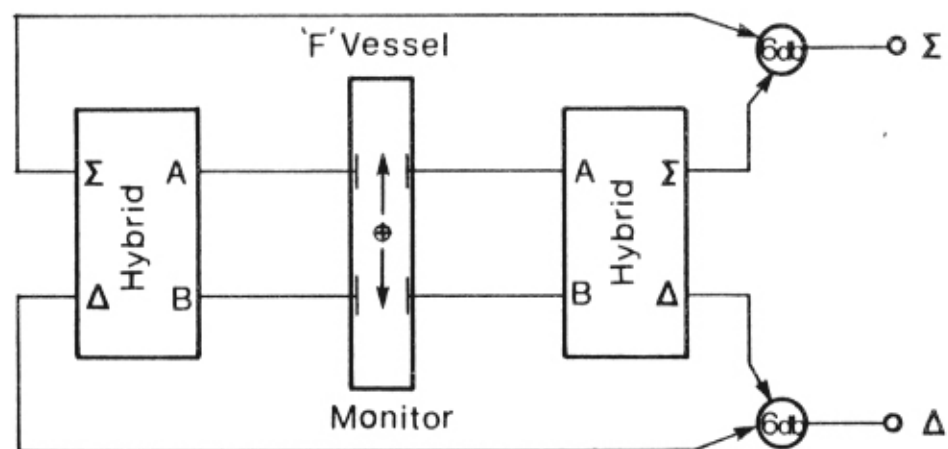 'F' Vessel
6db Σ
Σ A A Σ
Hybrid Hybrid
Δ B B Δ
Monitor
6db Δ